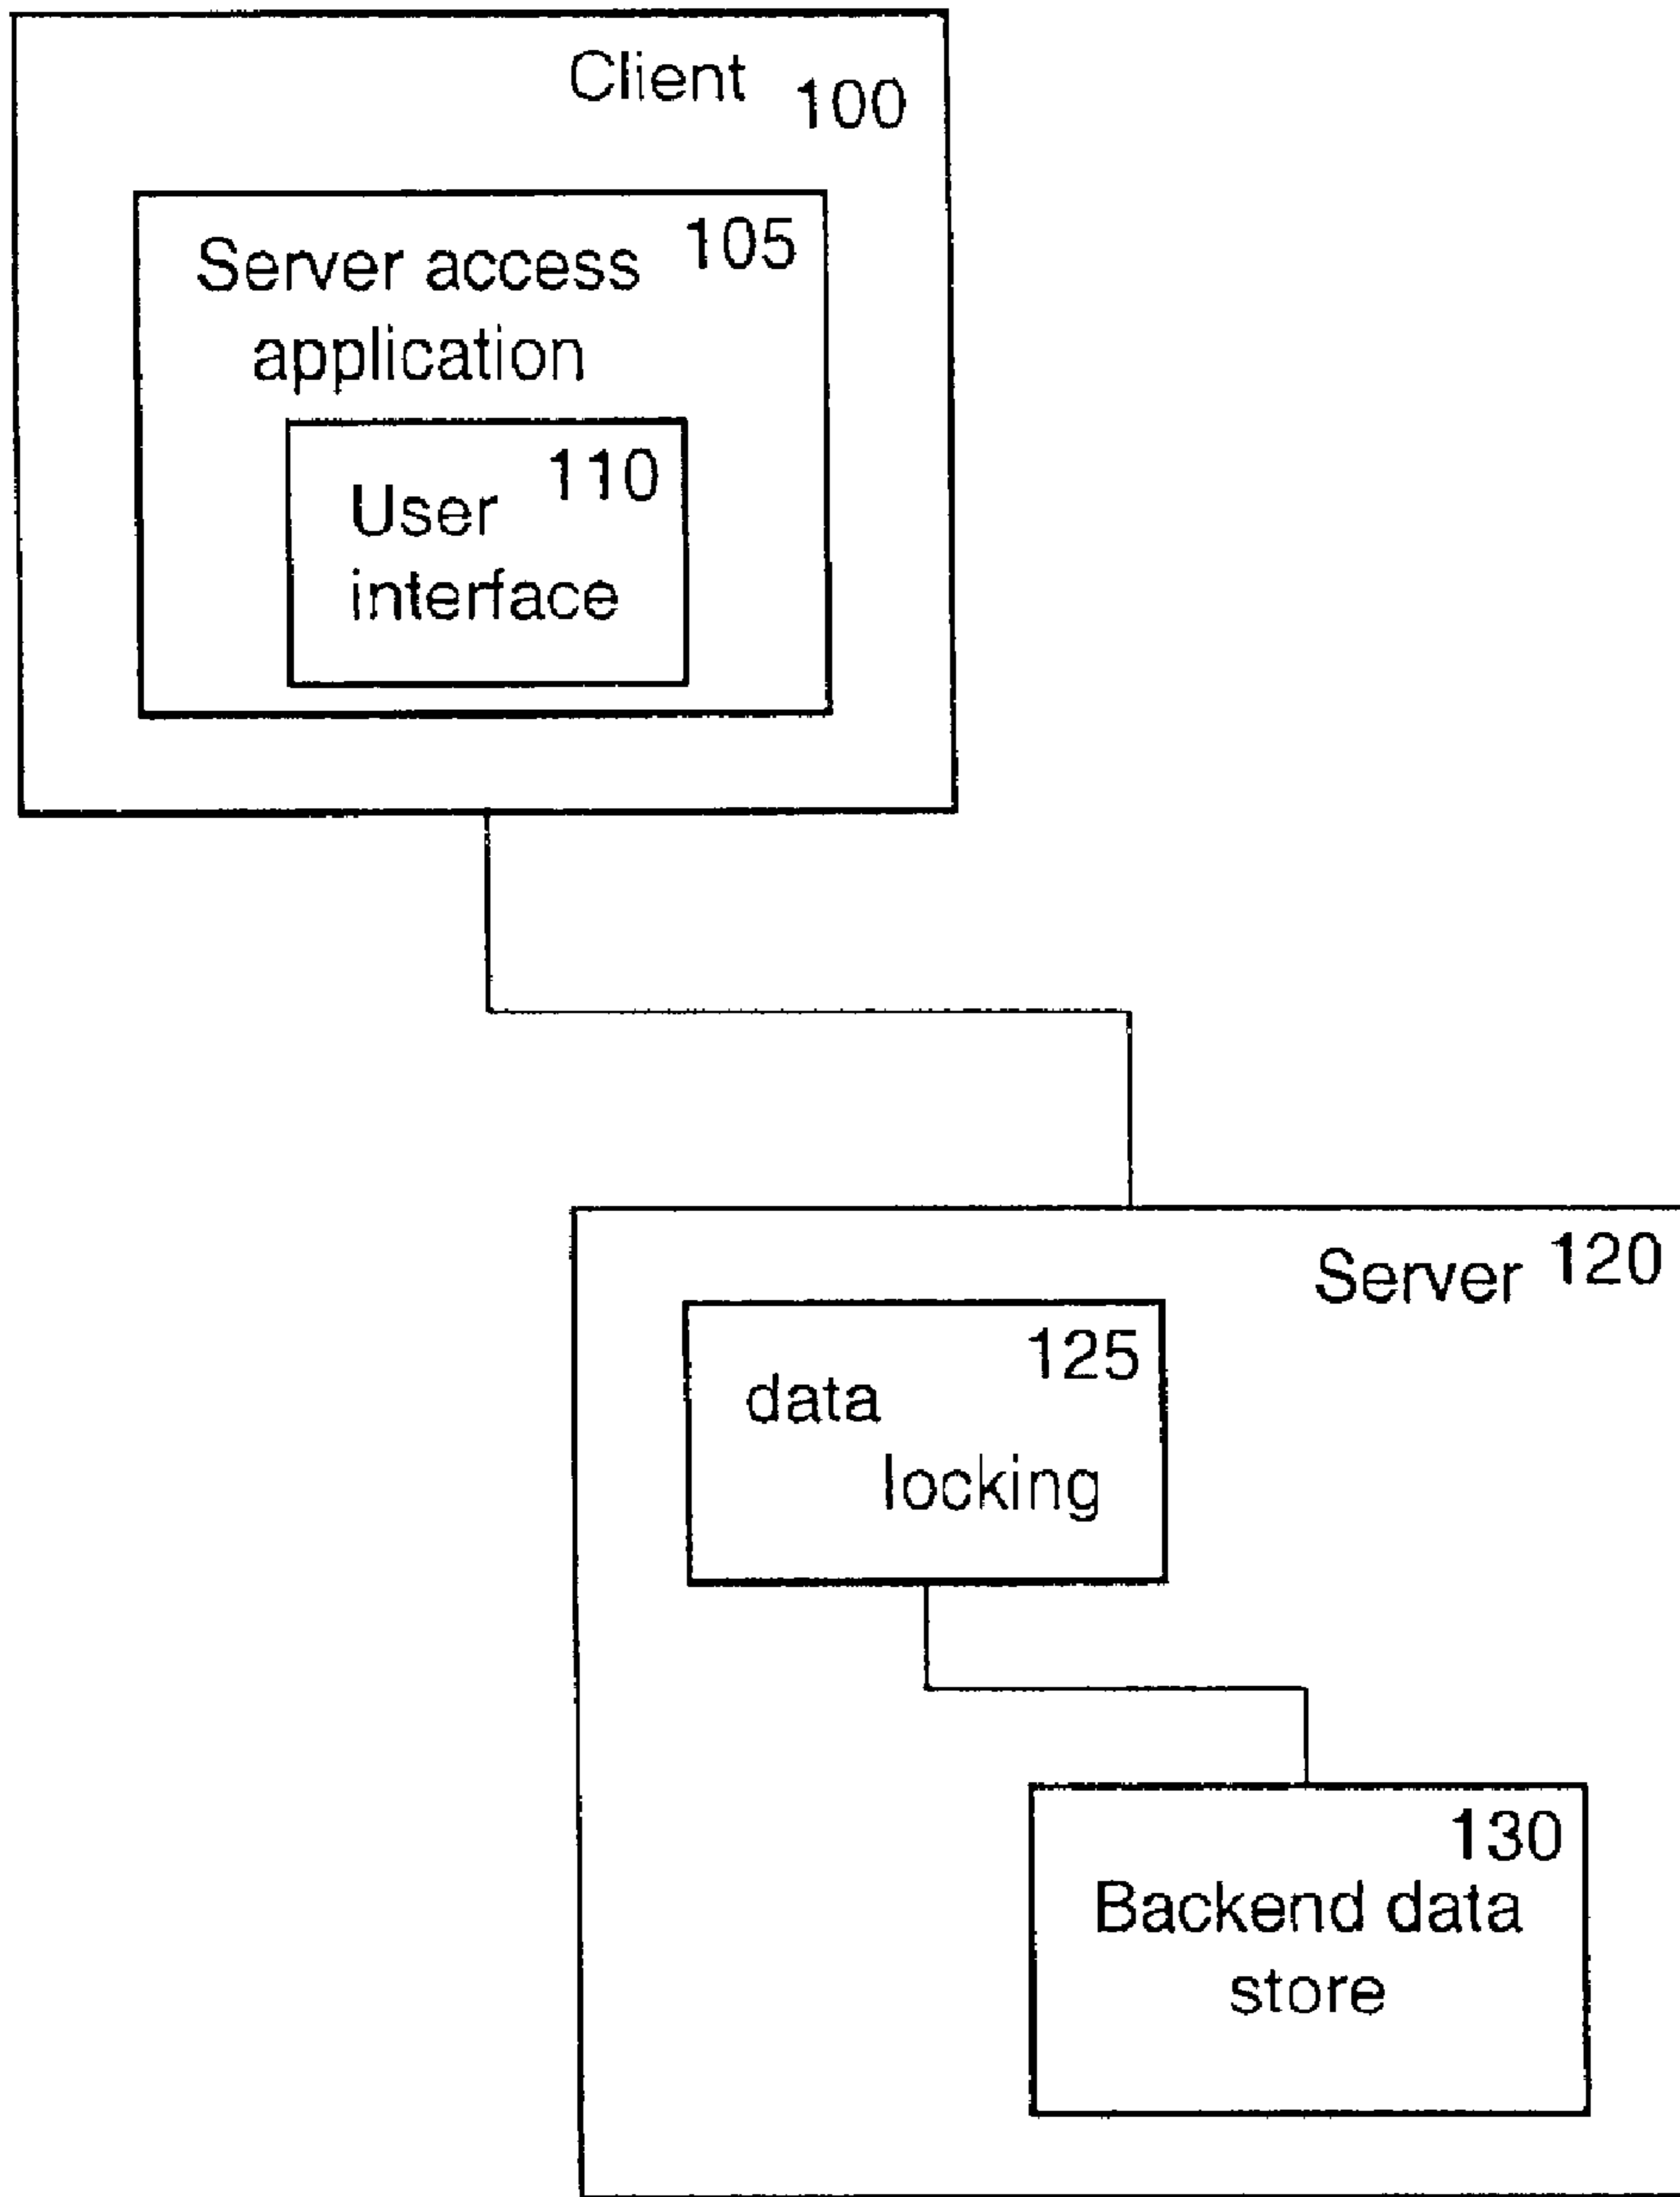 Client 100
Server access 105
application
User 110
interface
Server 120
125
data
locking
130
Backend data
store